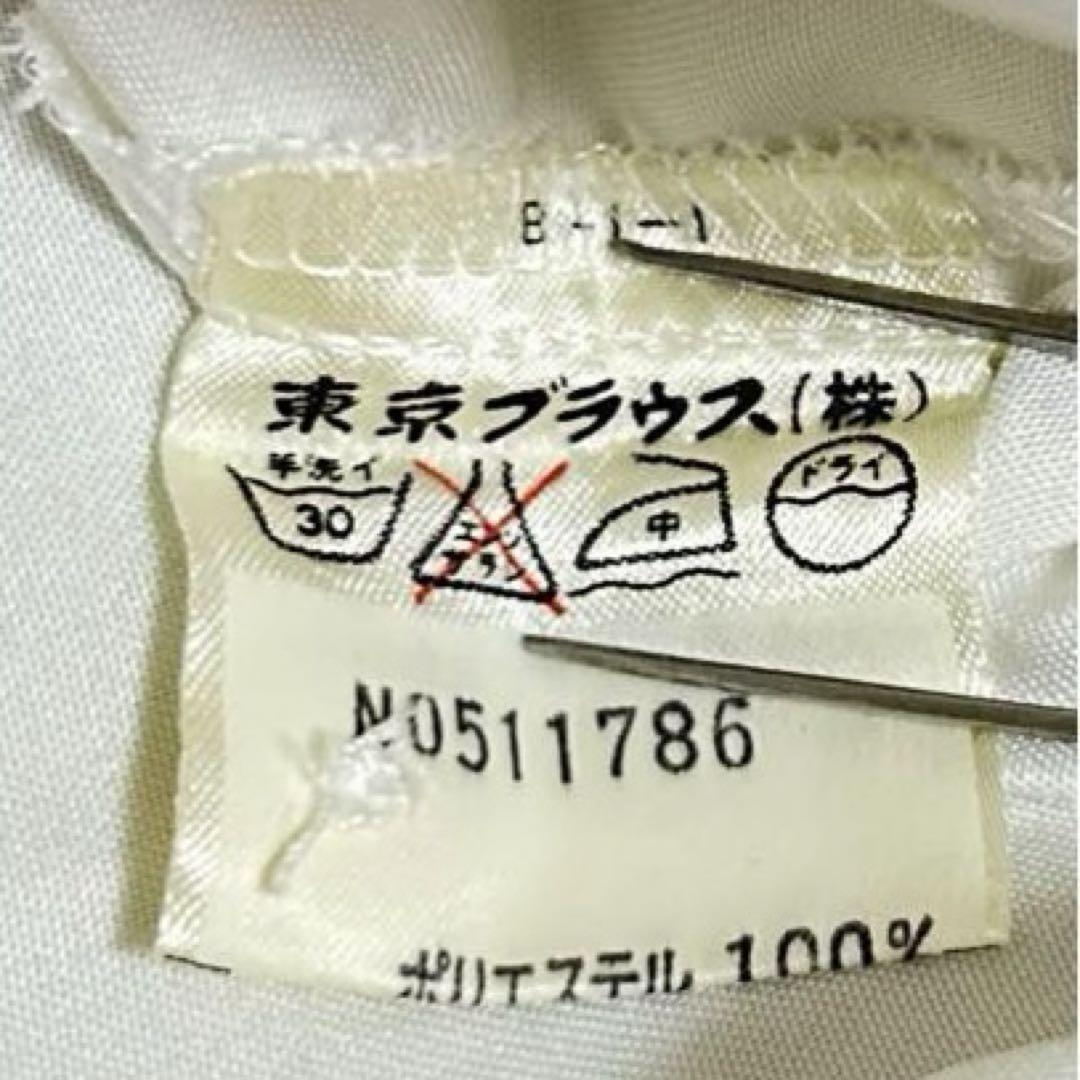 B-1-1
東京ブラウス(株)
手洗イ 30 エンソ サラシ 中 ドライ
N0511786
ポリエステル 100%